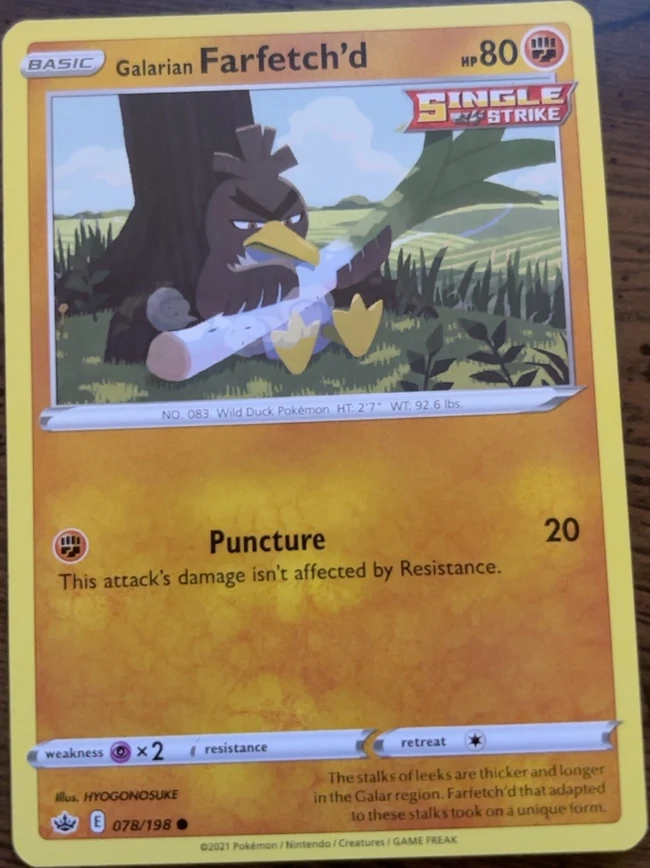 BASIC Galarian Farfetch'd HP 80
SINGLE
STRIKE
NO. 083 Wild Duck Pokémon HT: 2'7" WT: 92.6 lbs.
Puncture 20
This attack's damage isn't affected by Resistance.
weakness ×2 resistance retreat
The stalks of leeks are thicker and longer
in the Galar region. Farfetch'd that adapted
to these stalks took on a unique form.
Illus. HYOGONOSUKE
E 078/198
©2021 Pokémon / Nintendo / Creatures / GAME FREAK